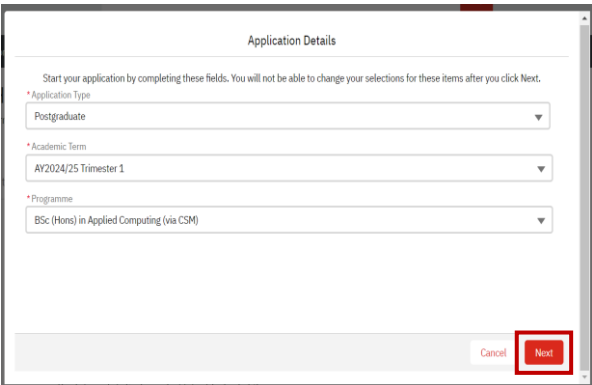 Application Details
Start your application by completing these fields. You will not be able to change your selections for these items after you click Next.
*Application Type
Postgraduate
*Academic Term
AY2024/25 Trimester 1
*Programme
BSc (Hons) in Applied Computing (via CSM)
Cancel Next